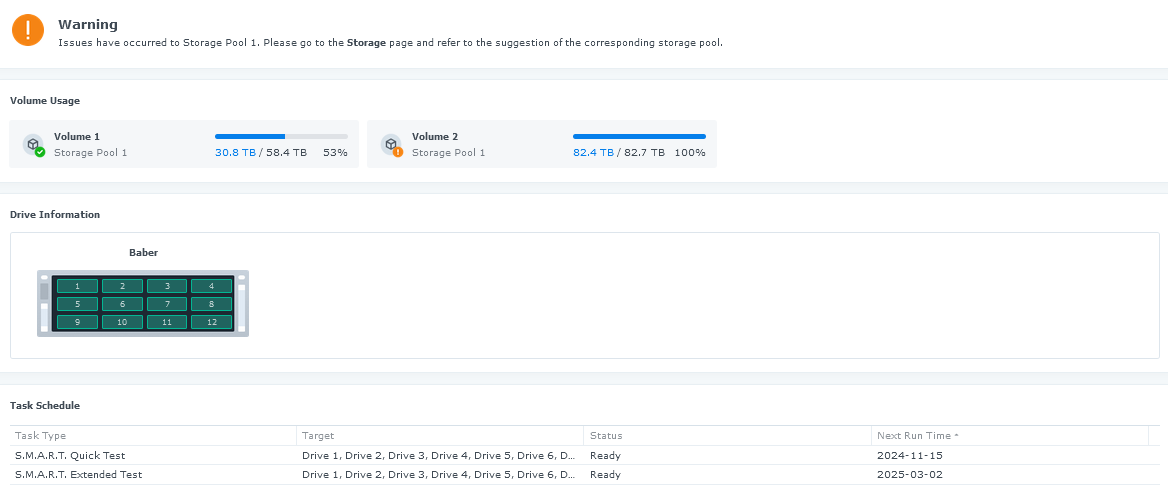 Warning
Issues have occurred to Storage Pool 1. Please go to the Storage page and refer to the suggestion of the corresponding storage pool.
Volume Usage
Volume 1
Storage Pool 1
30.8 TB / 58.4 TB 53%
Volume 2
Storage Pool 1
82.4 TB / 82.7 TB 100%
Drive Information
Baber
1 2 3 4
5 6 7 8
9 10 11 12
Task Schedule
Task Type Target Status Next Run Time
S.M.A.R.T. Quick Test Drive 1, Drive 2, Drive 3, Drive 4, Drive 5, Drive 6, D... Ready 2024-11-15
S.M.A.R.T. Extended Test Drive 1, Drive 2, Drive 3, Drive 4, Drive 5, Drive 6, D... Ready 2025-03-02